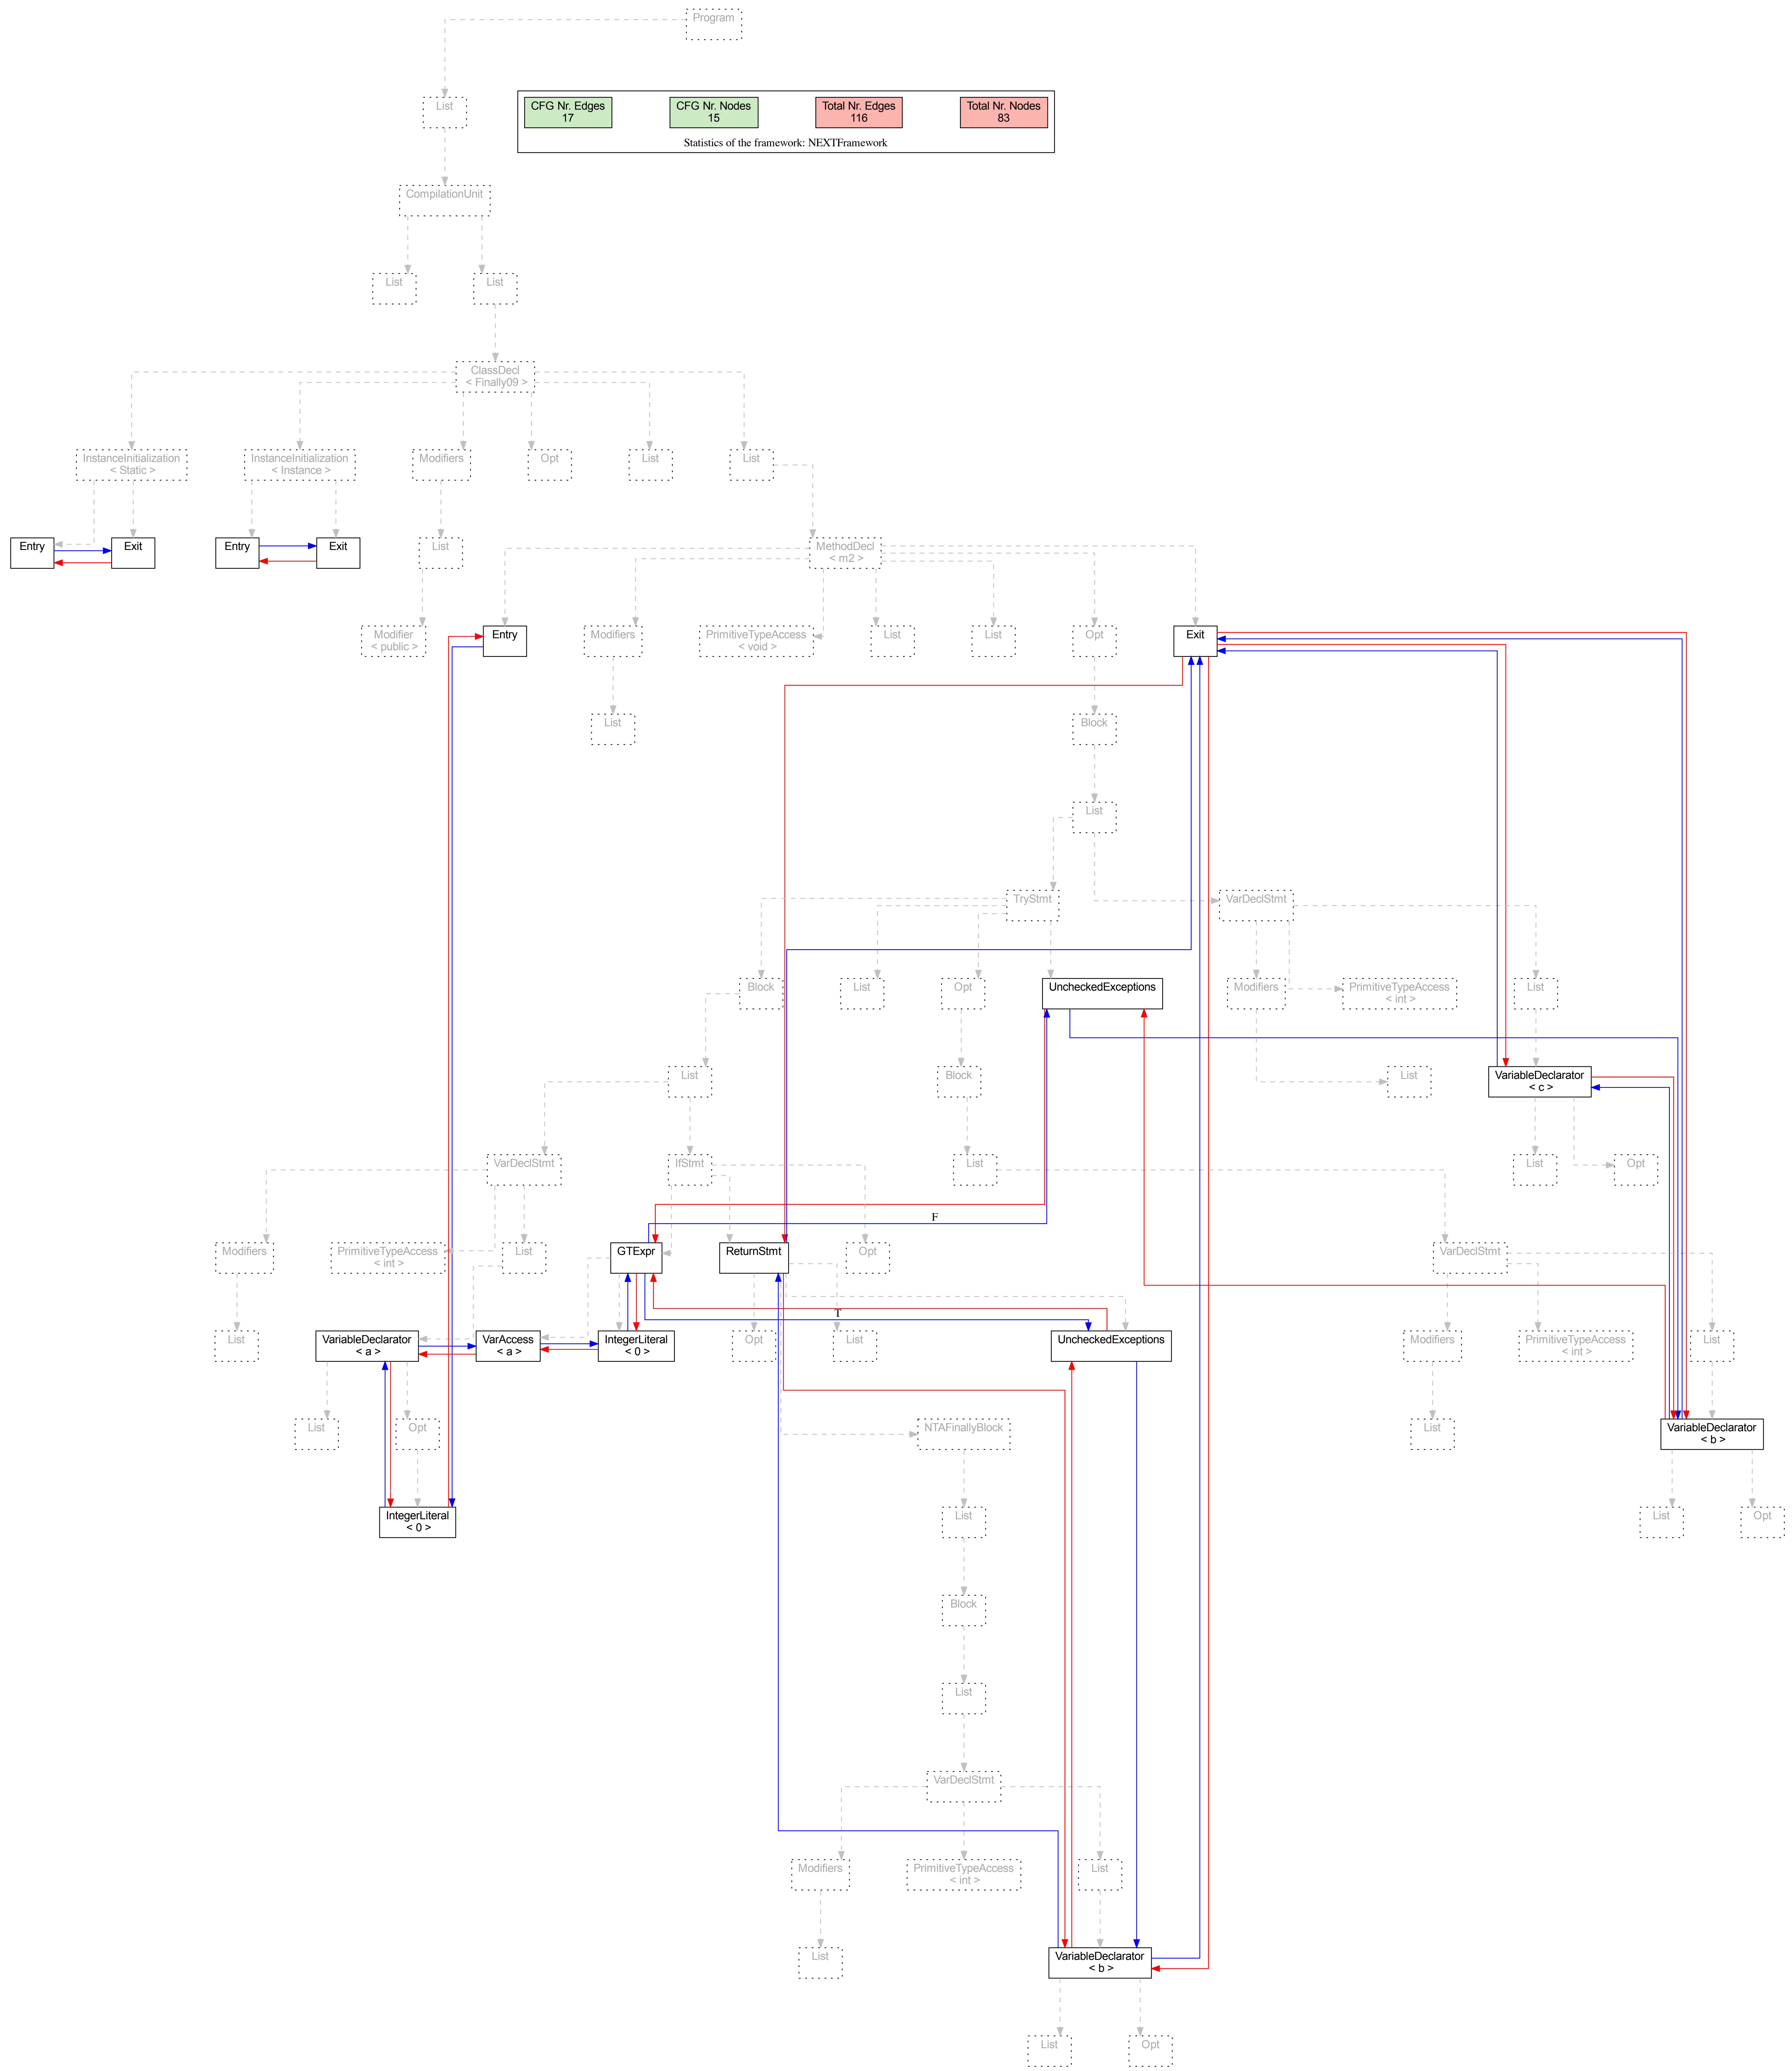 Program
List
CFG Nr. Edges
17
CFG Nr. Nodes
15
Total Nr. Edges
116
Total Nr. Nodes
83
Statistics of the framework: NEXTFramework
CompilationUnit
List
List
ClassDecl
< Finally09 >
InstanceInitialization
< Static >
InstanceInitialization
< Instance >
Modifiers
Opt
List
List
Entry
Exit
Entry
Exit
List
MethodDecl
< m2 >
Modifier
< public >
Entry
Modifiers
PrimitiveTypeAccess
< void >
List
List
Opt
Exit
List
Block
List
TryStmt
VarDeclStmt
Block
List
Opt
UncheckedExceptions
Modifiers
PrimitiveTypeAccess
< int >
List
List
Block
List
VariableDeclarator
< c >
VarDeclStmt
IfStmt
List
List
Opt
F
Modifiers
PrimitiveTypeAccess
< int >
List
GTExpr
ReturnStmt
Opt
VarDeclStmt
T
List
VariableDeclarator
< a >
VarAccess
< a >
IntegerLiteral
< 0 >
Opt
List
UncheckedExceptions
Modifiers
PrimitiveTypeAccess
< int >
List
List
Opt
NTAFinallyBlock
List
VariableDeclarator
< b >
IntegerLiteral
< 0 >
List
List
Opt
Block
List
VarDeclStmt
Modifiers
PrimitiveTypeAccess
< int >
List
List
VariableDeclarator
< b >
List
Opt